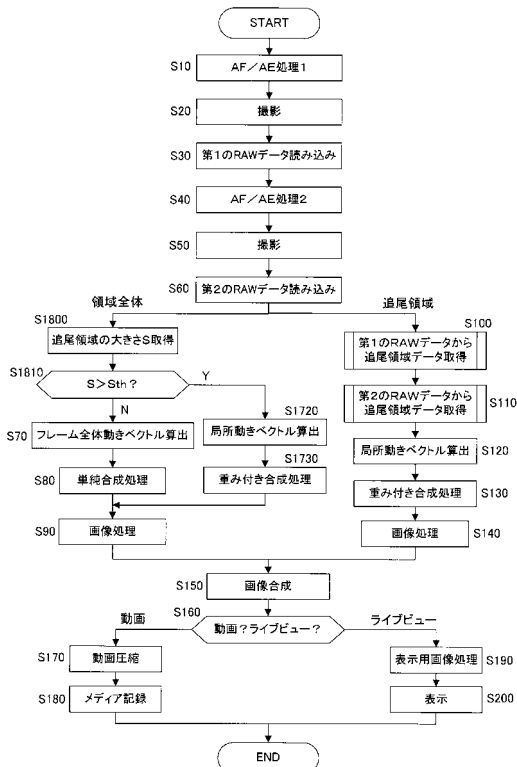 START
S10
AF／AE処理1
S20
撮影
S30
第1のRAWデータ読み込み
S40
AF／AE処理2
S50
撮影
S60
第2のRAWデータ読み込み
領域全体
追尾領域
S1800
追尾領域の大きさS取得
S100
第1のRAWデータから
追尾領域データ取得
S1810
S＞Sth？
Y
N
第2のRAWデータから
追尾領域データ取得
S110
S1720
局所動きベクトル算出
S70
フレーム全体動きベクトル算出
S120
局所動きベクトル算出
S1730
重み付き合成処理
S80
単純合成処理
重み付き合成処理
S130
S90
画像処理
画像処理
S140
S150
画像合成
S160
動画？ライブビュー？
動画
ライブビュー
S170
動画圧縮
表示用画像処理
S190
S180
メディア記録
表示
S200
END